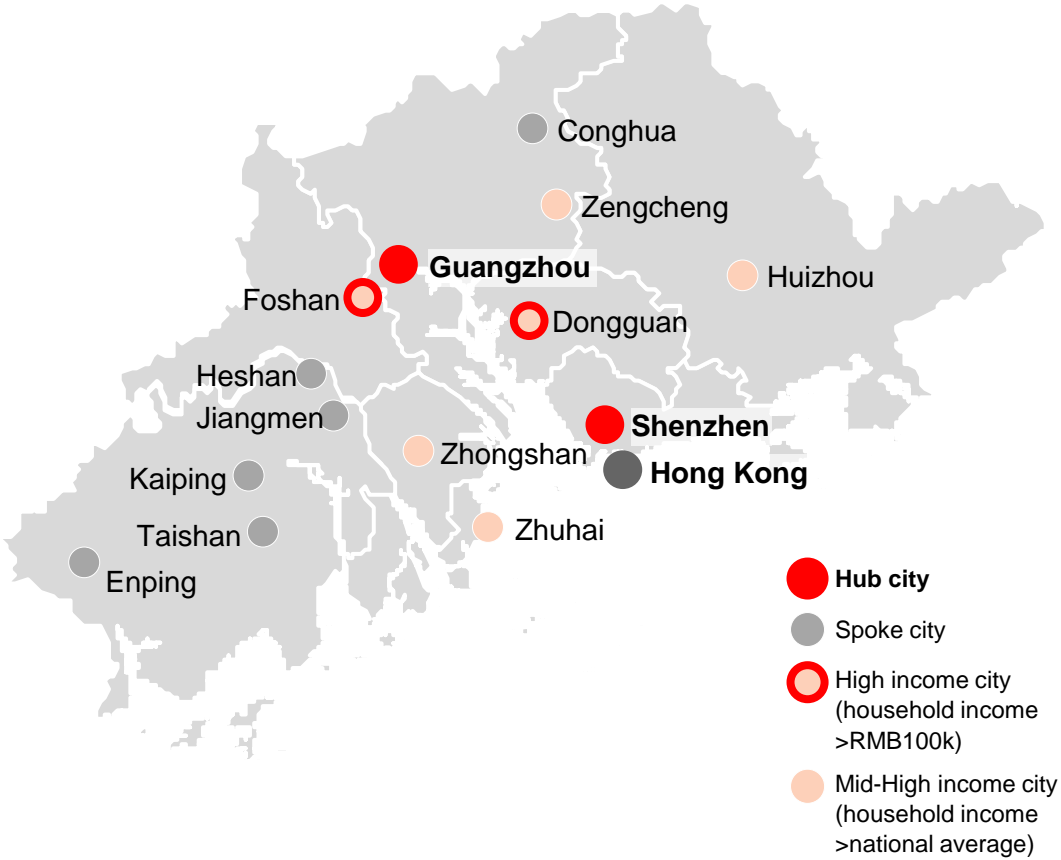 Conghua
Zengcheng
Guangzhou
Huizhou
Foshan
Dongguan
Heshan
Jiangmen
Shenzhen
Zhongshan
Hong Kong
Kaiping
Taishan
Zhuhai
Enping
Hub city
Spoke city
High income city
(household income
>RMB100k)
Mid-High income city
(household income
>national average)